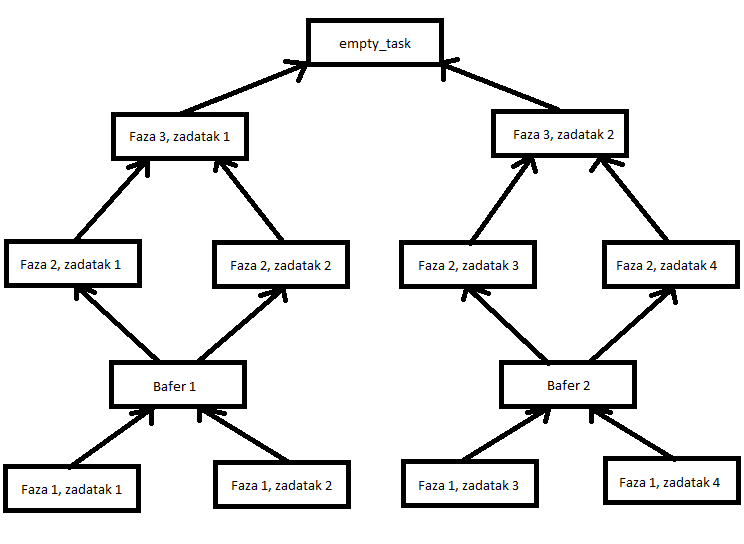 empty_task
Faza 3, zadatak 1
Faza 3, zadatak 2
Faza 2, zadatak 1
Faza 2, zadatak 2
Faza 2, zadatak 3
Faza 2, zadatak 4
Bafer 1
Bafer 2
Faza 1, zadatak 1
Faza 1, zadatak 2
Faza 1, zadatak 3
Faza 1, zadatak 4